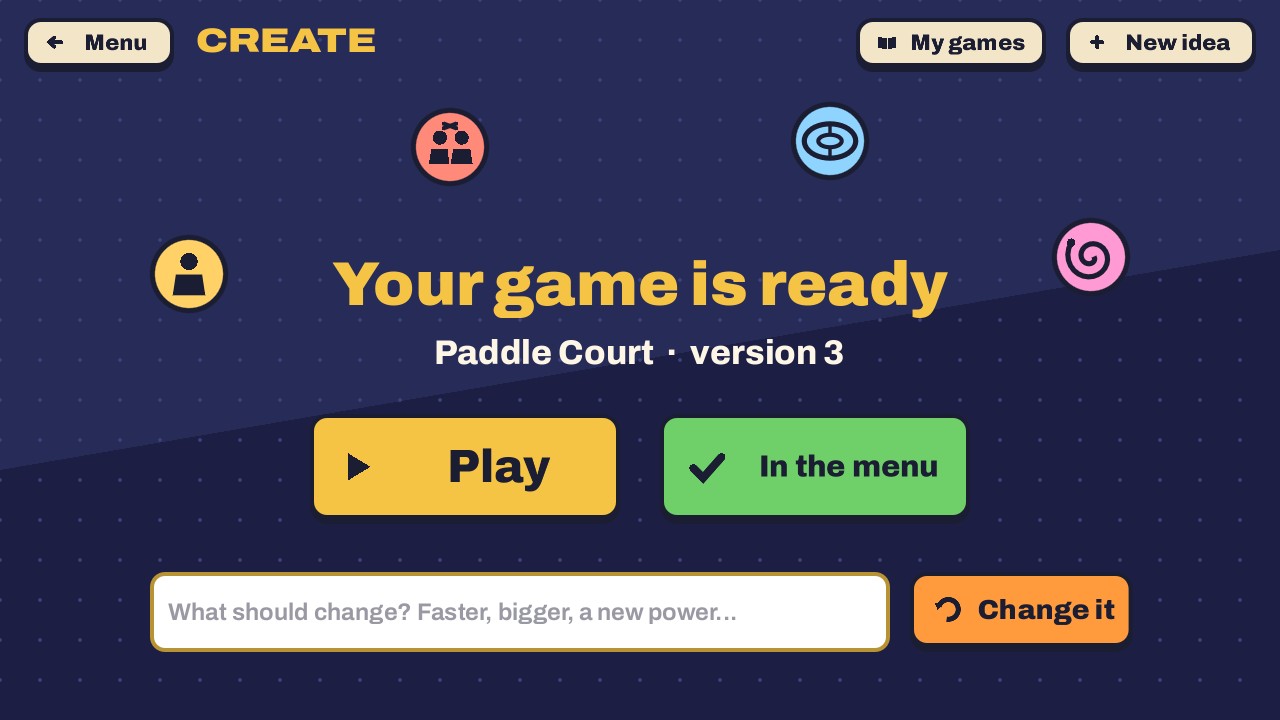 Menu
CREATE
My games
New idea
Your game is ready
Paddle Court · version 3
Play
In the menu
What should change? Faster, bigger, a new power...
Change it